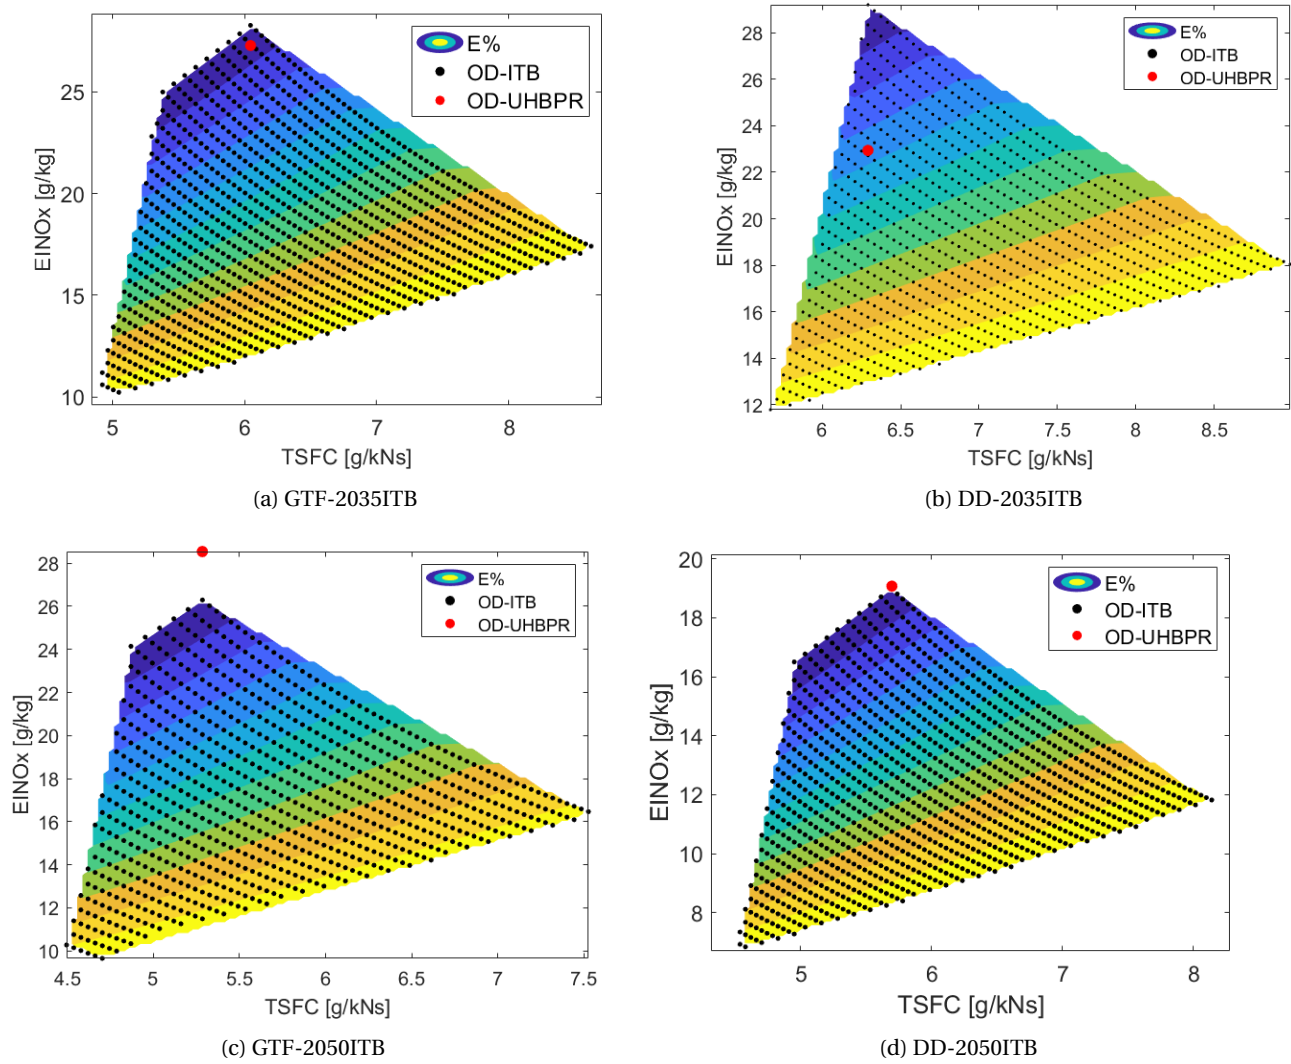 E%
OD-ITB
OD-UHBPR
25
20
15
10
EINOx [g/kg]
5
6
7
8
TSFC [g/kNs]
(a) GTF-2035ITB
E%
OD-ITB
OD-UHBPR
28
26
24
22
20
18
16
14
12
EINOx [g/kg]
6
6.5
7
7.5
8
8.5
TSFC [g/kNs]
(b) DD-2035ITB
E%
OD-ITB
OD-UHBPR
28
26
24
22
20
18
16
14
12
10
EINOx [g/kg]
4.5
5
5.5
6
6.5
7
7.5
TSFC [g/kNs]
(c) GTF-2050ITB
E%
OD-ITB
OD-UHBPR
20
18
16
14
12
10
8
EINOx [g/kg]
5
6
7
8
TSFC [g/kNs]
(d) DD-2050ITB